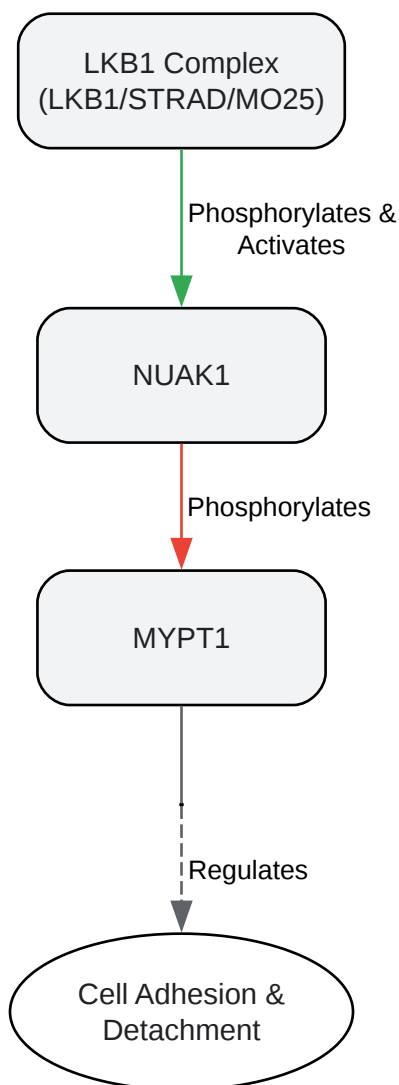 LKB1 Complex
(LKB1/STRAD/MO25)
Phosphorylates &
Activates
NUAK1
Phosphorylates
MYPT1
Regulates
Cell Adhesion &
Detachment